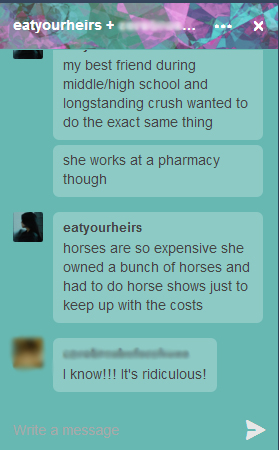 eatyourheirs + ...
my best friend during
middle/high school and
longstanding crush wanted to
do the exact same thing
she works at a pharmacy
though
eatyourheirs
horses are so expensive she
owned a bunch of horses and
had to do horse shows just to
keep up with the costs
I know!!! It's ridiculous!
Write a message